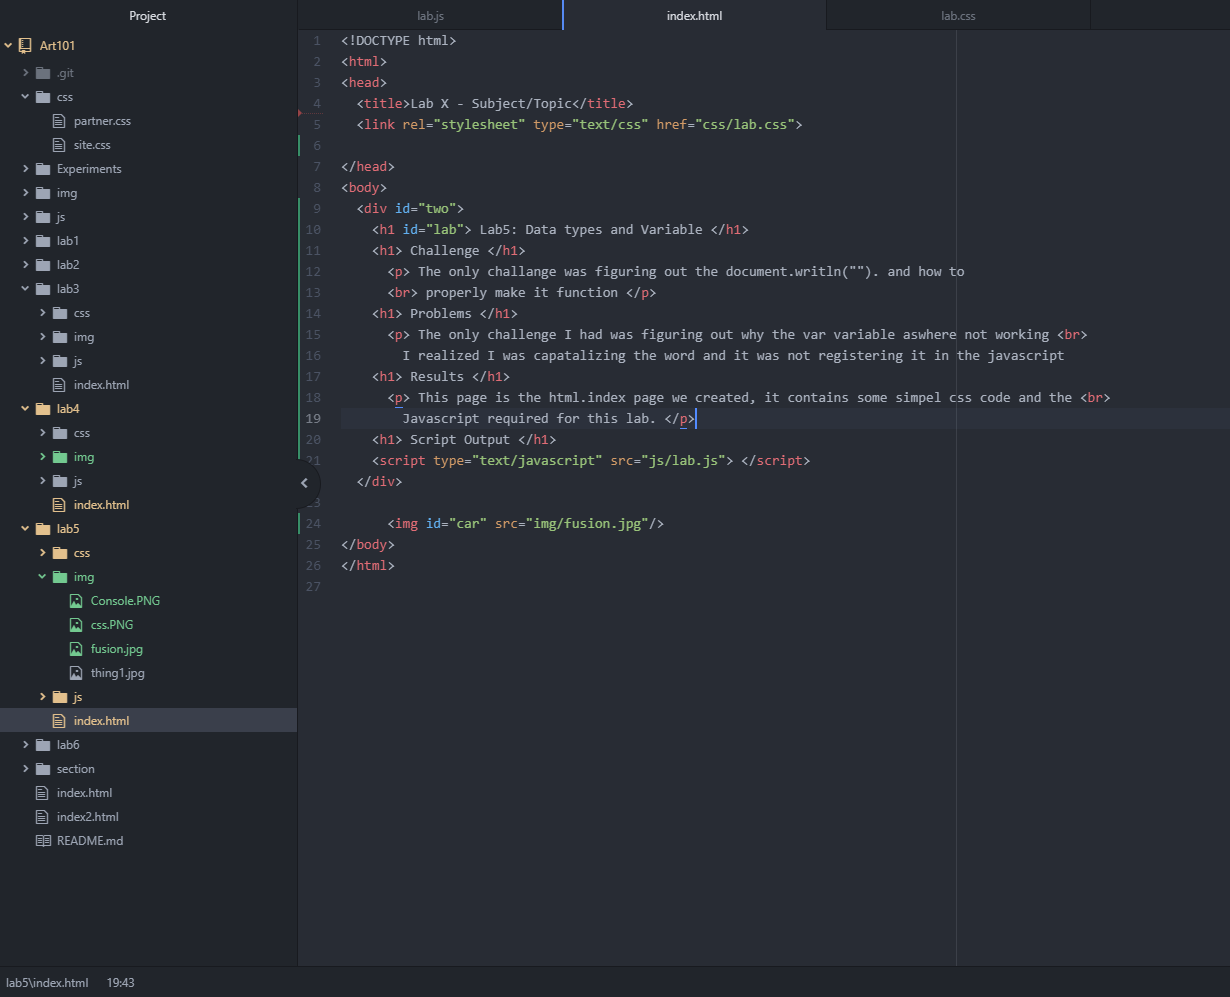 Project
Art101
.git
css
partner.css
site.css
Experiments
img
js
lab1
lab2
lab3
css
img
js
index.html
lab4
css
img
js
index.html
lab5
css
img
Console.PNG
css.PNG
fusion.jpg
thing1.jpg
js
index.html
lab6
section
index.html
index2.html
README.md
lab.js
index.html
lab.css
1 <!DOCTYPE html>
2 <html>
3 <head>
4 <title>Lab X - Subject/Topic</title>
5 <link rel="stylesheet" type="text/css" href="css/lab.css">
6
7 </head>
8 <body>
9 <div id="two">
10 <h1 id="lab"> Lab5: Data types and Variable </h1>
11 <h1> Challenge </h1>
12 <p> The only challange was figuring out the document.writln(""). and how to
13 <br> properly make it function </p>
14 <h1> Problems </h1>
15 <p> The only challenge I had was figuring out why the var variable aswhere not working <br>
16 I realized I was capatalizing the word and it was not registering it in the javascript
17 <h1> Results </h1>
18 <p> This page is the html.index page we created, it contains some simpel css code and the <br>
19 Javascript required for this lab. </p>
20 <h1> Script Output </h1>
21 <script type="text/javascript" src="js/lab.js"> </script>
</div>
23
24 <img id="car" src="img/fusion.jpg"/>
25 </body>
26 </html>
27
lab5\index.html 19:43